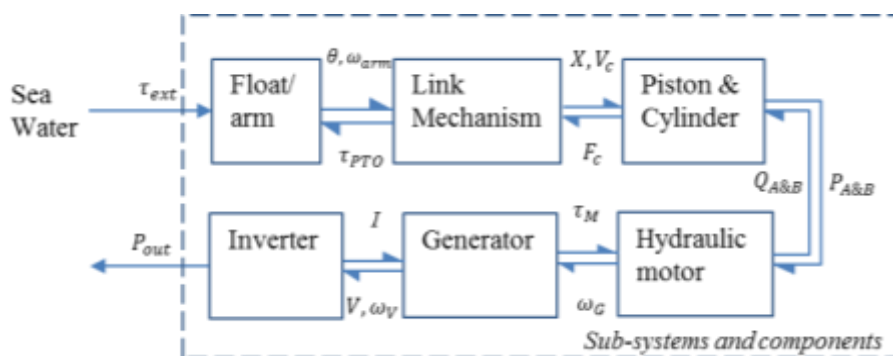 Sea
Water
τ_ext
Float/
arm
θ, ω_arm
τ_PTO
Link
Mechanism
X, V_c
F_c
Piston &
Cylinder
Q_A&B
P_A&B
P_out
Inverter
I
V, ω_V
Generator
τ_M
ω_G
Hydraulic
motor
Sub-systems and components